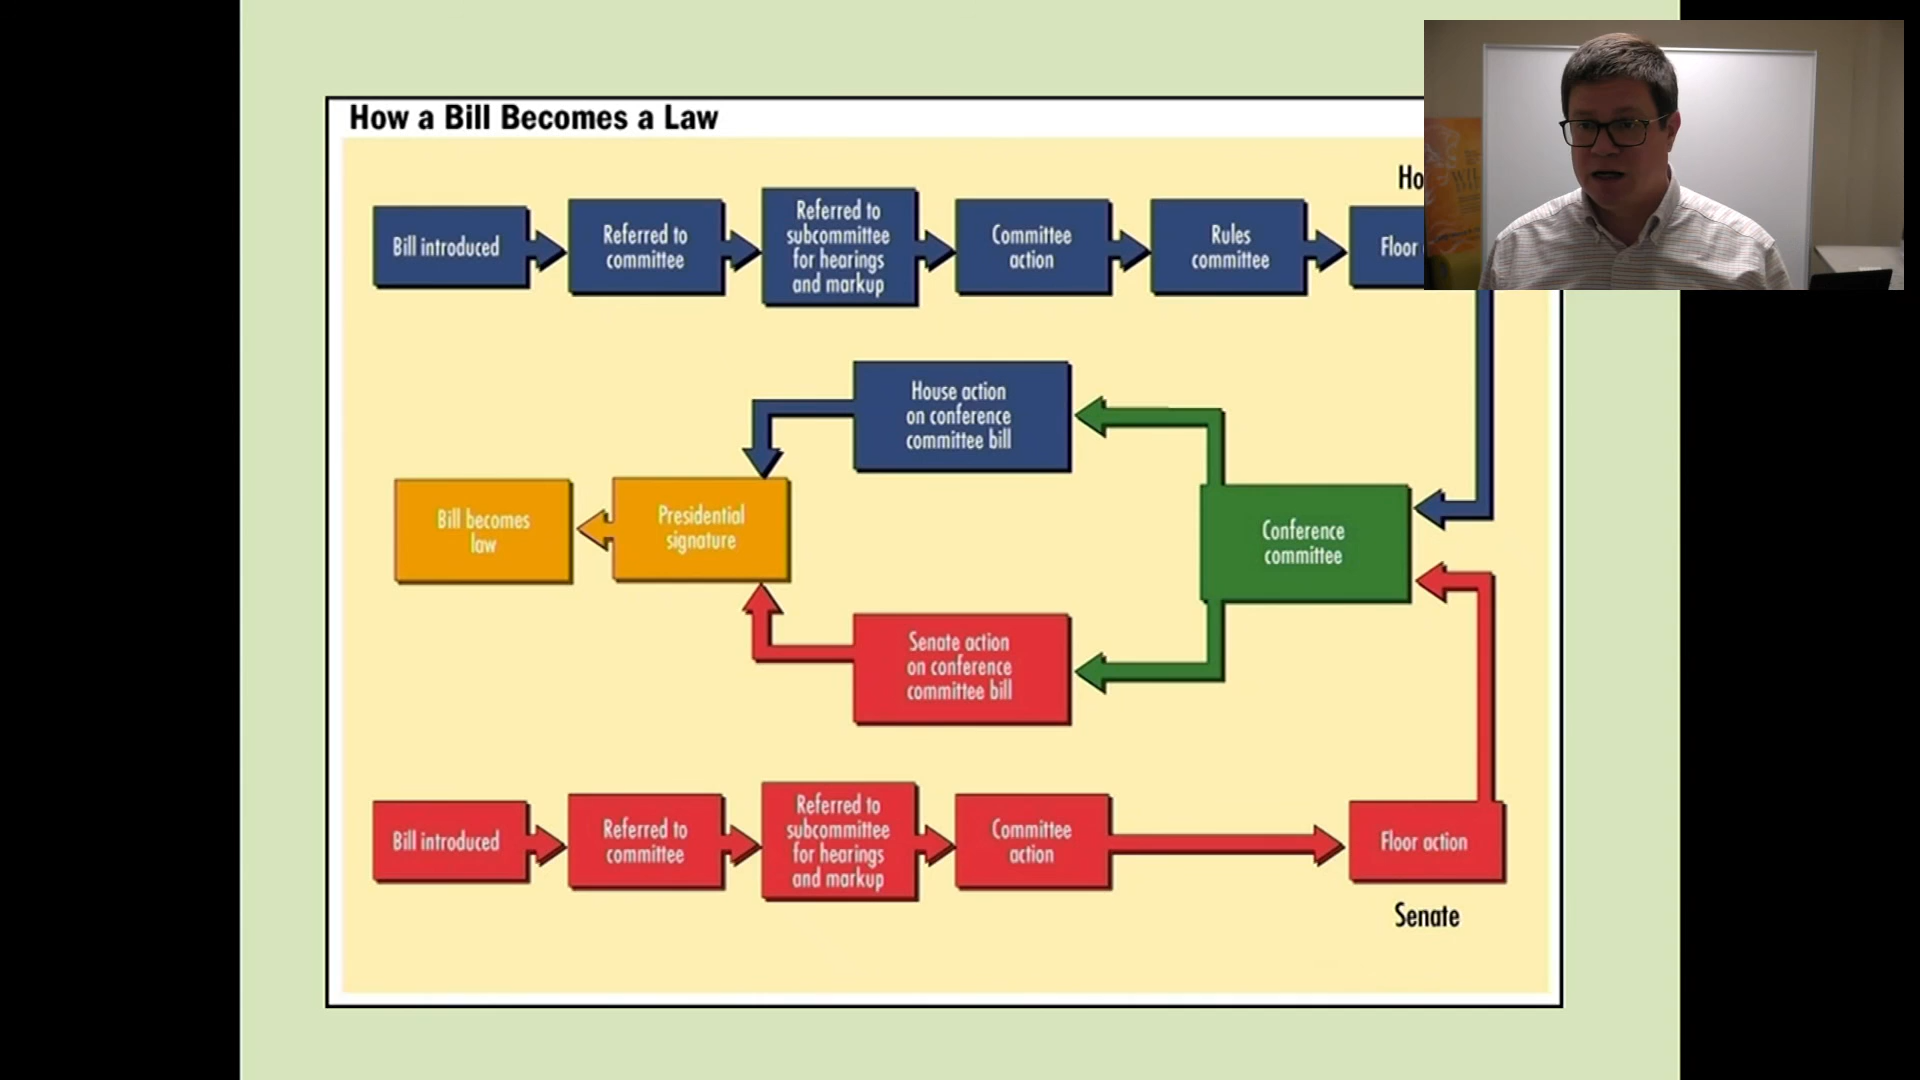 How a Bill Becomes a Law
Bill introduced
Referred to
committee
Referred to
subcommittee
for hearings
and markup
Committee
action
Rules
committee
Floor
House action
on conference
committee bill
Bill becomes
law
Presidential
signature
Conference
committee
Senate action
on conference
committee bill
Bill introduced
Referred to
committee
Referred to
subcommittee
for hearings
and markup
Committee
action
Floor action
Senate